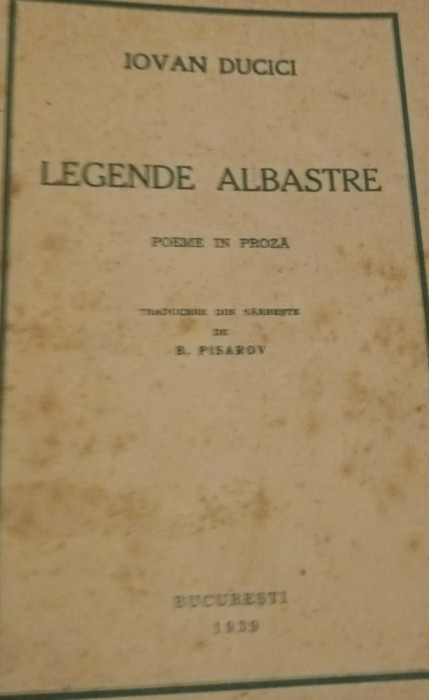 IOVAN DUCICI
LEGENDE ALBASTRE
POEME IN PROZĂ
TRADUCERE DIN SÂRBEȘTE
DE
B. PISAROV
BUCUREȘTI
1939